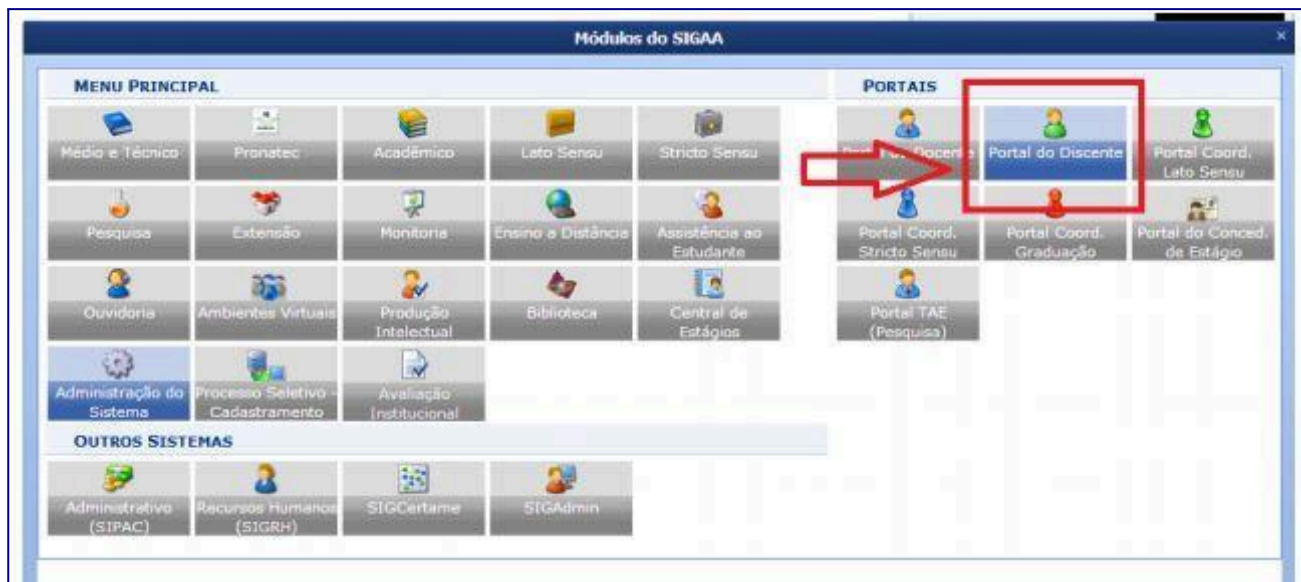 Módulos do SIGAA
MENU PRINCIPAL
Médio e Técnico
Pronatec
Acadêmico
Lato Sensu
Stricto Sensu
Pesquisa
Extensão
Monitoria
Ensino a Distância
Assistência ao
Estudante
Ouvidoria
Ambientes Virtuais
Produção
Intelectual
Biblioteca
Central de
Estágios
Administração do
Sistema
Processo Seletivo -
Cadastramento
Avaliação
Institucional
OUTROS SISTEMAS
Administrativo
(SIPAC)
Recursos Humanos
(SIGRH)
SIGCertame
SIGAdmin
PORTAIS
Portal do Docente
Portal do Discente
Portal Coord.
Lato Sensu
Portal Coord.
Stricto Sensu
Portal Coord.
Graduação
Portal do Conced.
de Estágio
Portal TAE
(Pesquisa)